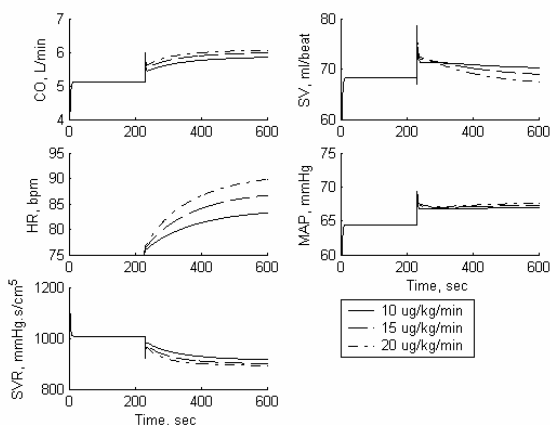 CO, L/min
7
6
5
4
0 200 400 600
SV, ml/beat
80
70
60
0 200 400 600
HR, bpm
95
90
85
80
75
0 200 400 600
MAP, mmHg
75
70
65
60
0 200 400 600
Time, sec
SVR, mmHg.s/cm5
1200
1000
800
0 200 400 600
Time, sec
10 ug/kg/min
15 ug/kg/min
20 ug/kg/min